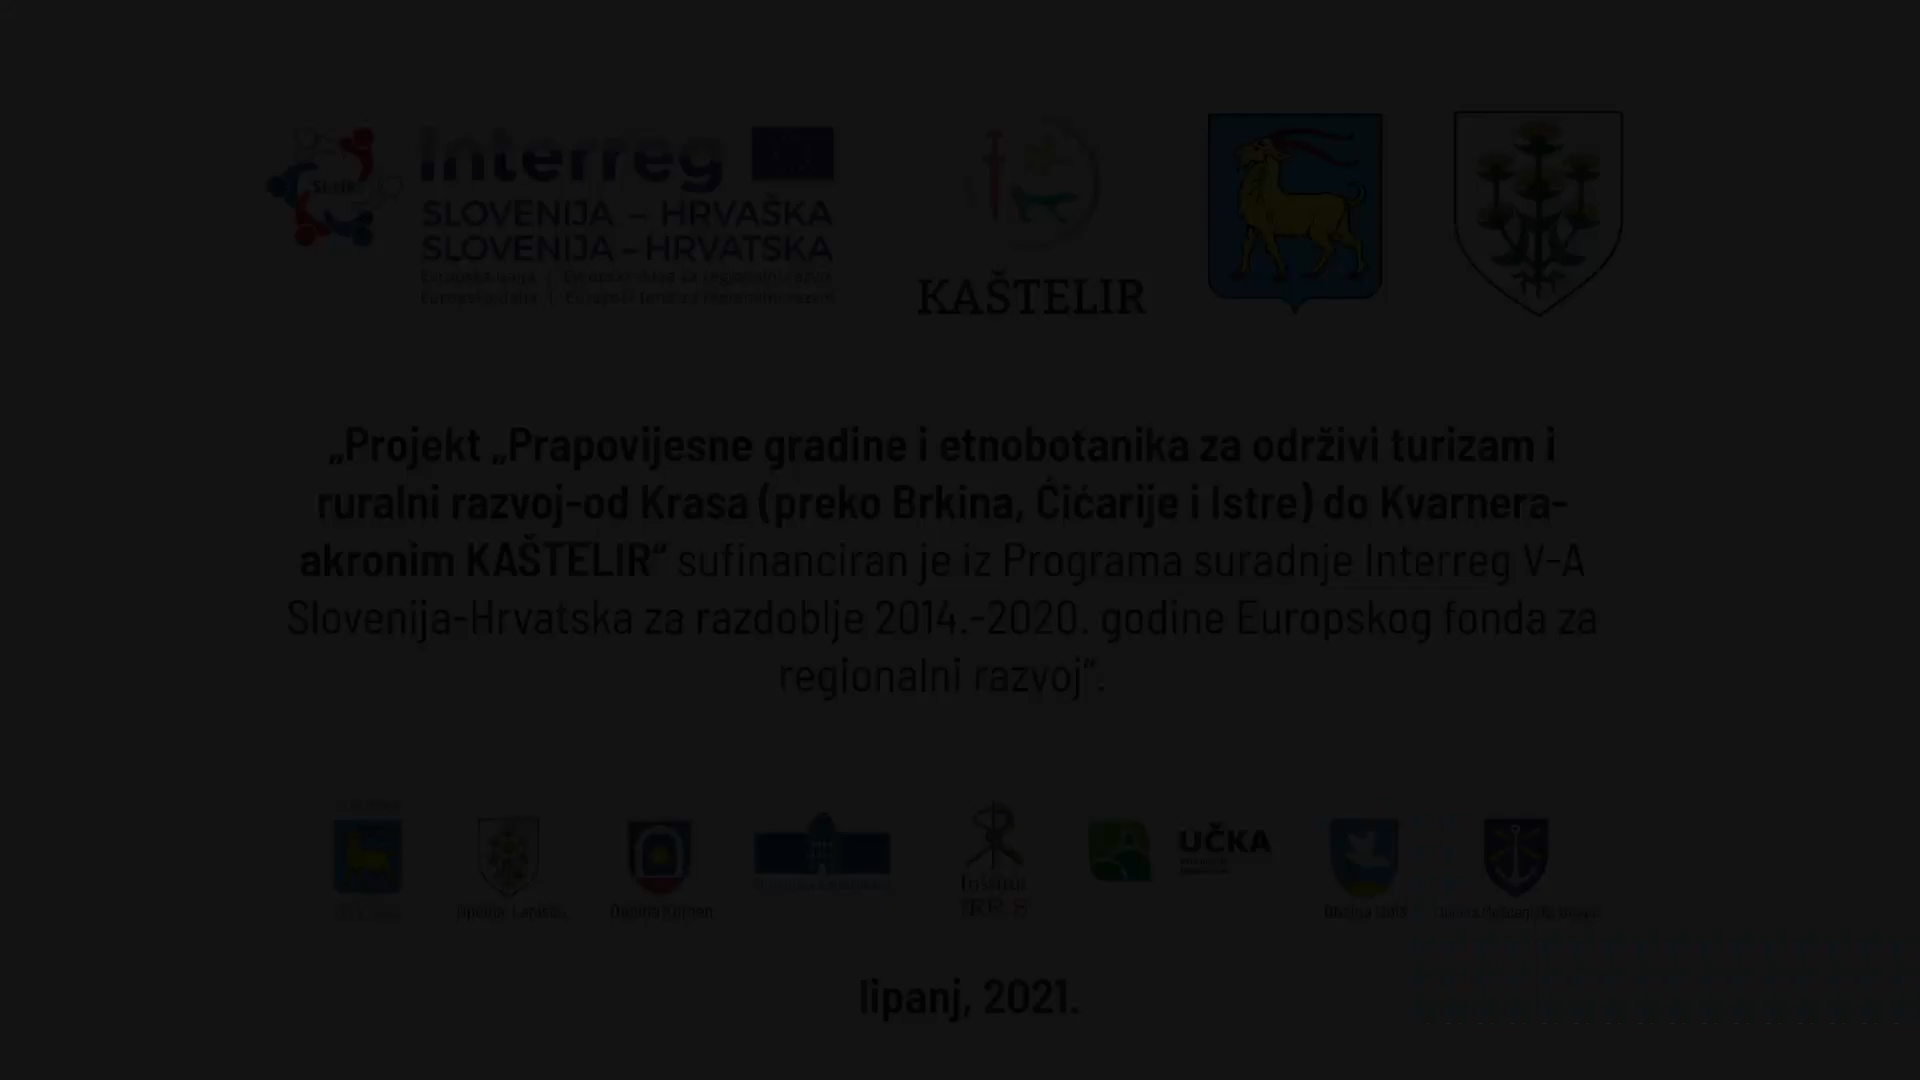 Interreg
SLOVENIJA – HRVAŠKA
SLOVENIJA – HRVATSKA
KAŠTELIR
„Projekt „Prapovijesne gradine i etnobotanika za održivi turizam i
ruralni razvoj-od Krasa (preko Brkina, Ćićarije i Istre) do Kvarnera-
akronim KAŠTELIR“ sufinanciran je iz Programa suradnje Interreg V-A
Slovenija-Hrvatska za razdoblje 2014.-2020. godine Europskog fonda za
regionalni razvoj“.
UČKA
Institut
IRRS
lipanj, 2021.